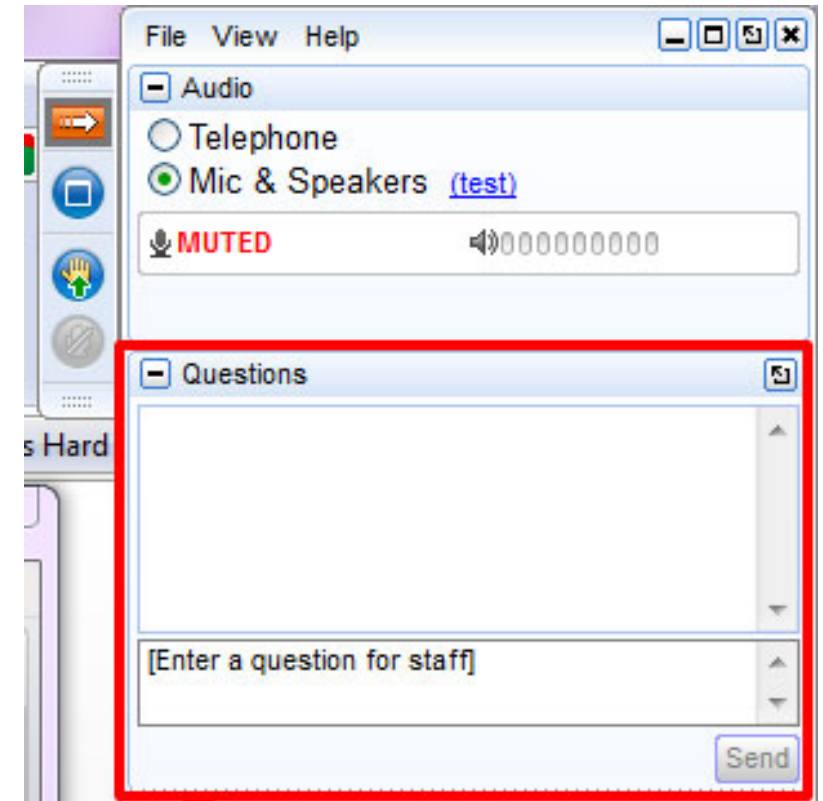 File View Help
Audio
Telephone
Mic & Speakers (test)
MUTED
Questions
s Hard
[Enter a question for staff]
Send